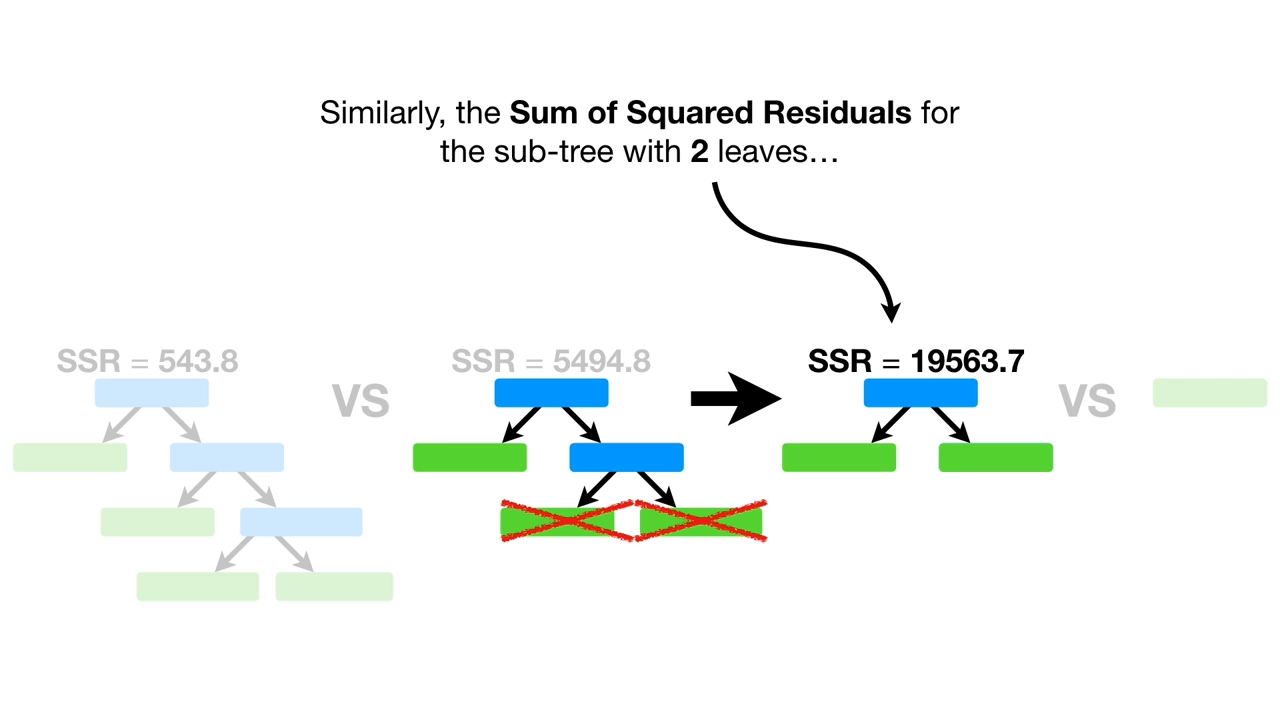 Similarly, the Sum of Squared Residuals for
the sub-tree with 2 leaves…
SSR = 543.8
VS
SSR = 5494.8
SSR = 19563.7
VS